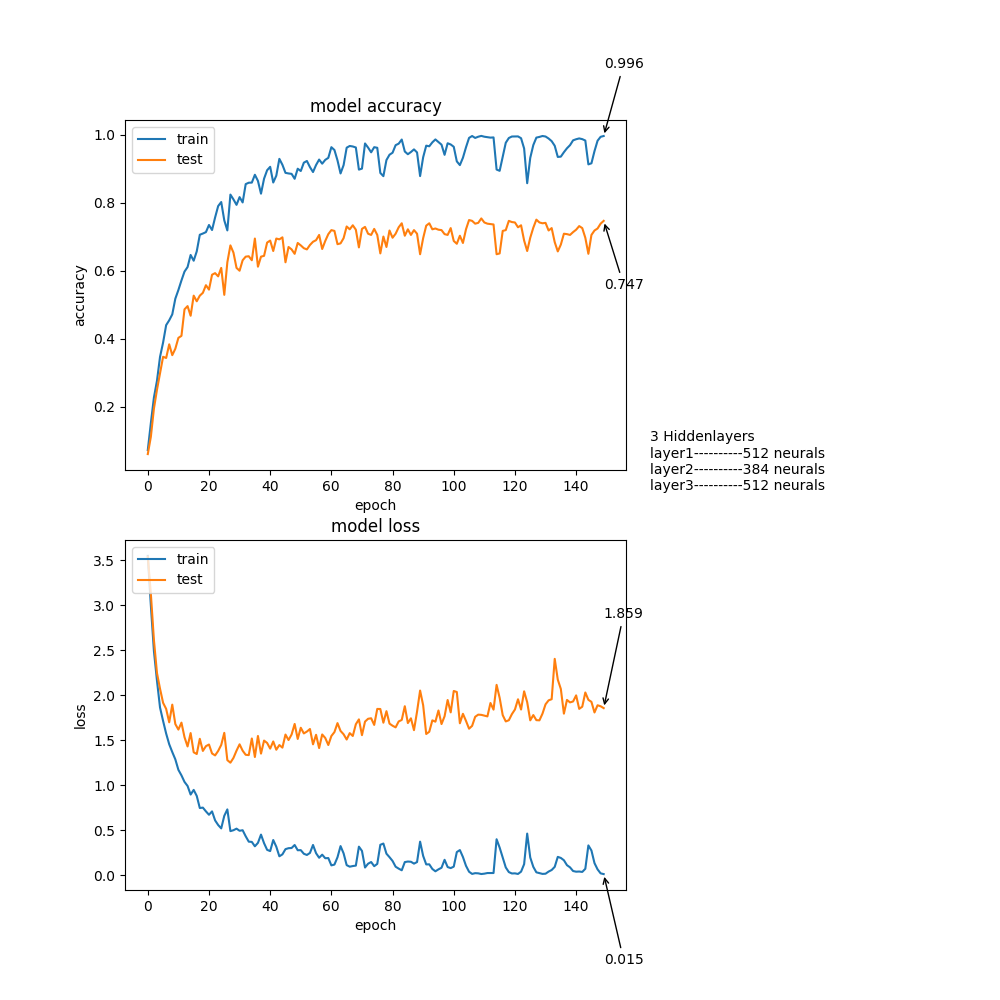 0.996
model accuracy
train
test
1.0
0.8
0.6
0.4
0.2
accuracy
0.747
0 20 40 60 80 100 120 140
epoch
3 Hiddenlayers
layer1----------512 neurals
layer2----------384 neurals
layer3----------512 neurals
model loss
train
test
3.5
3.0
2.5
2.0
1.5
1.0
0.5
0.0
loss
1.859
0 20 40 60 80 100 120 140
epoch
0.015